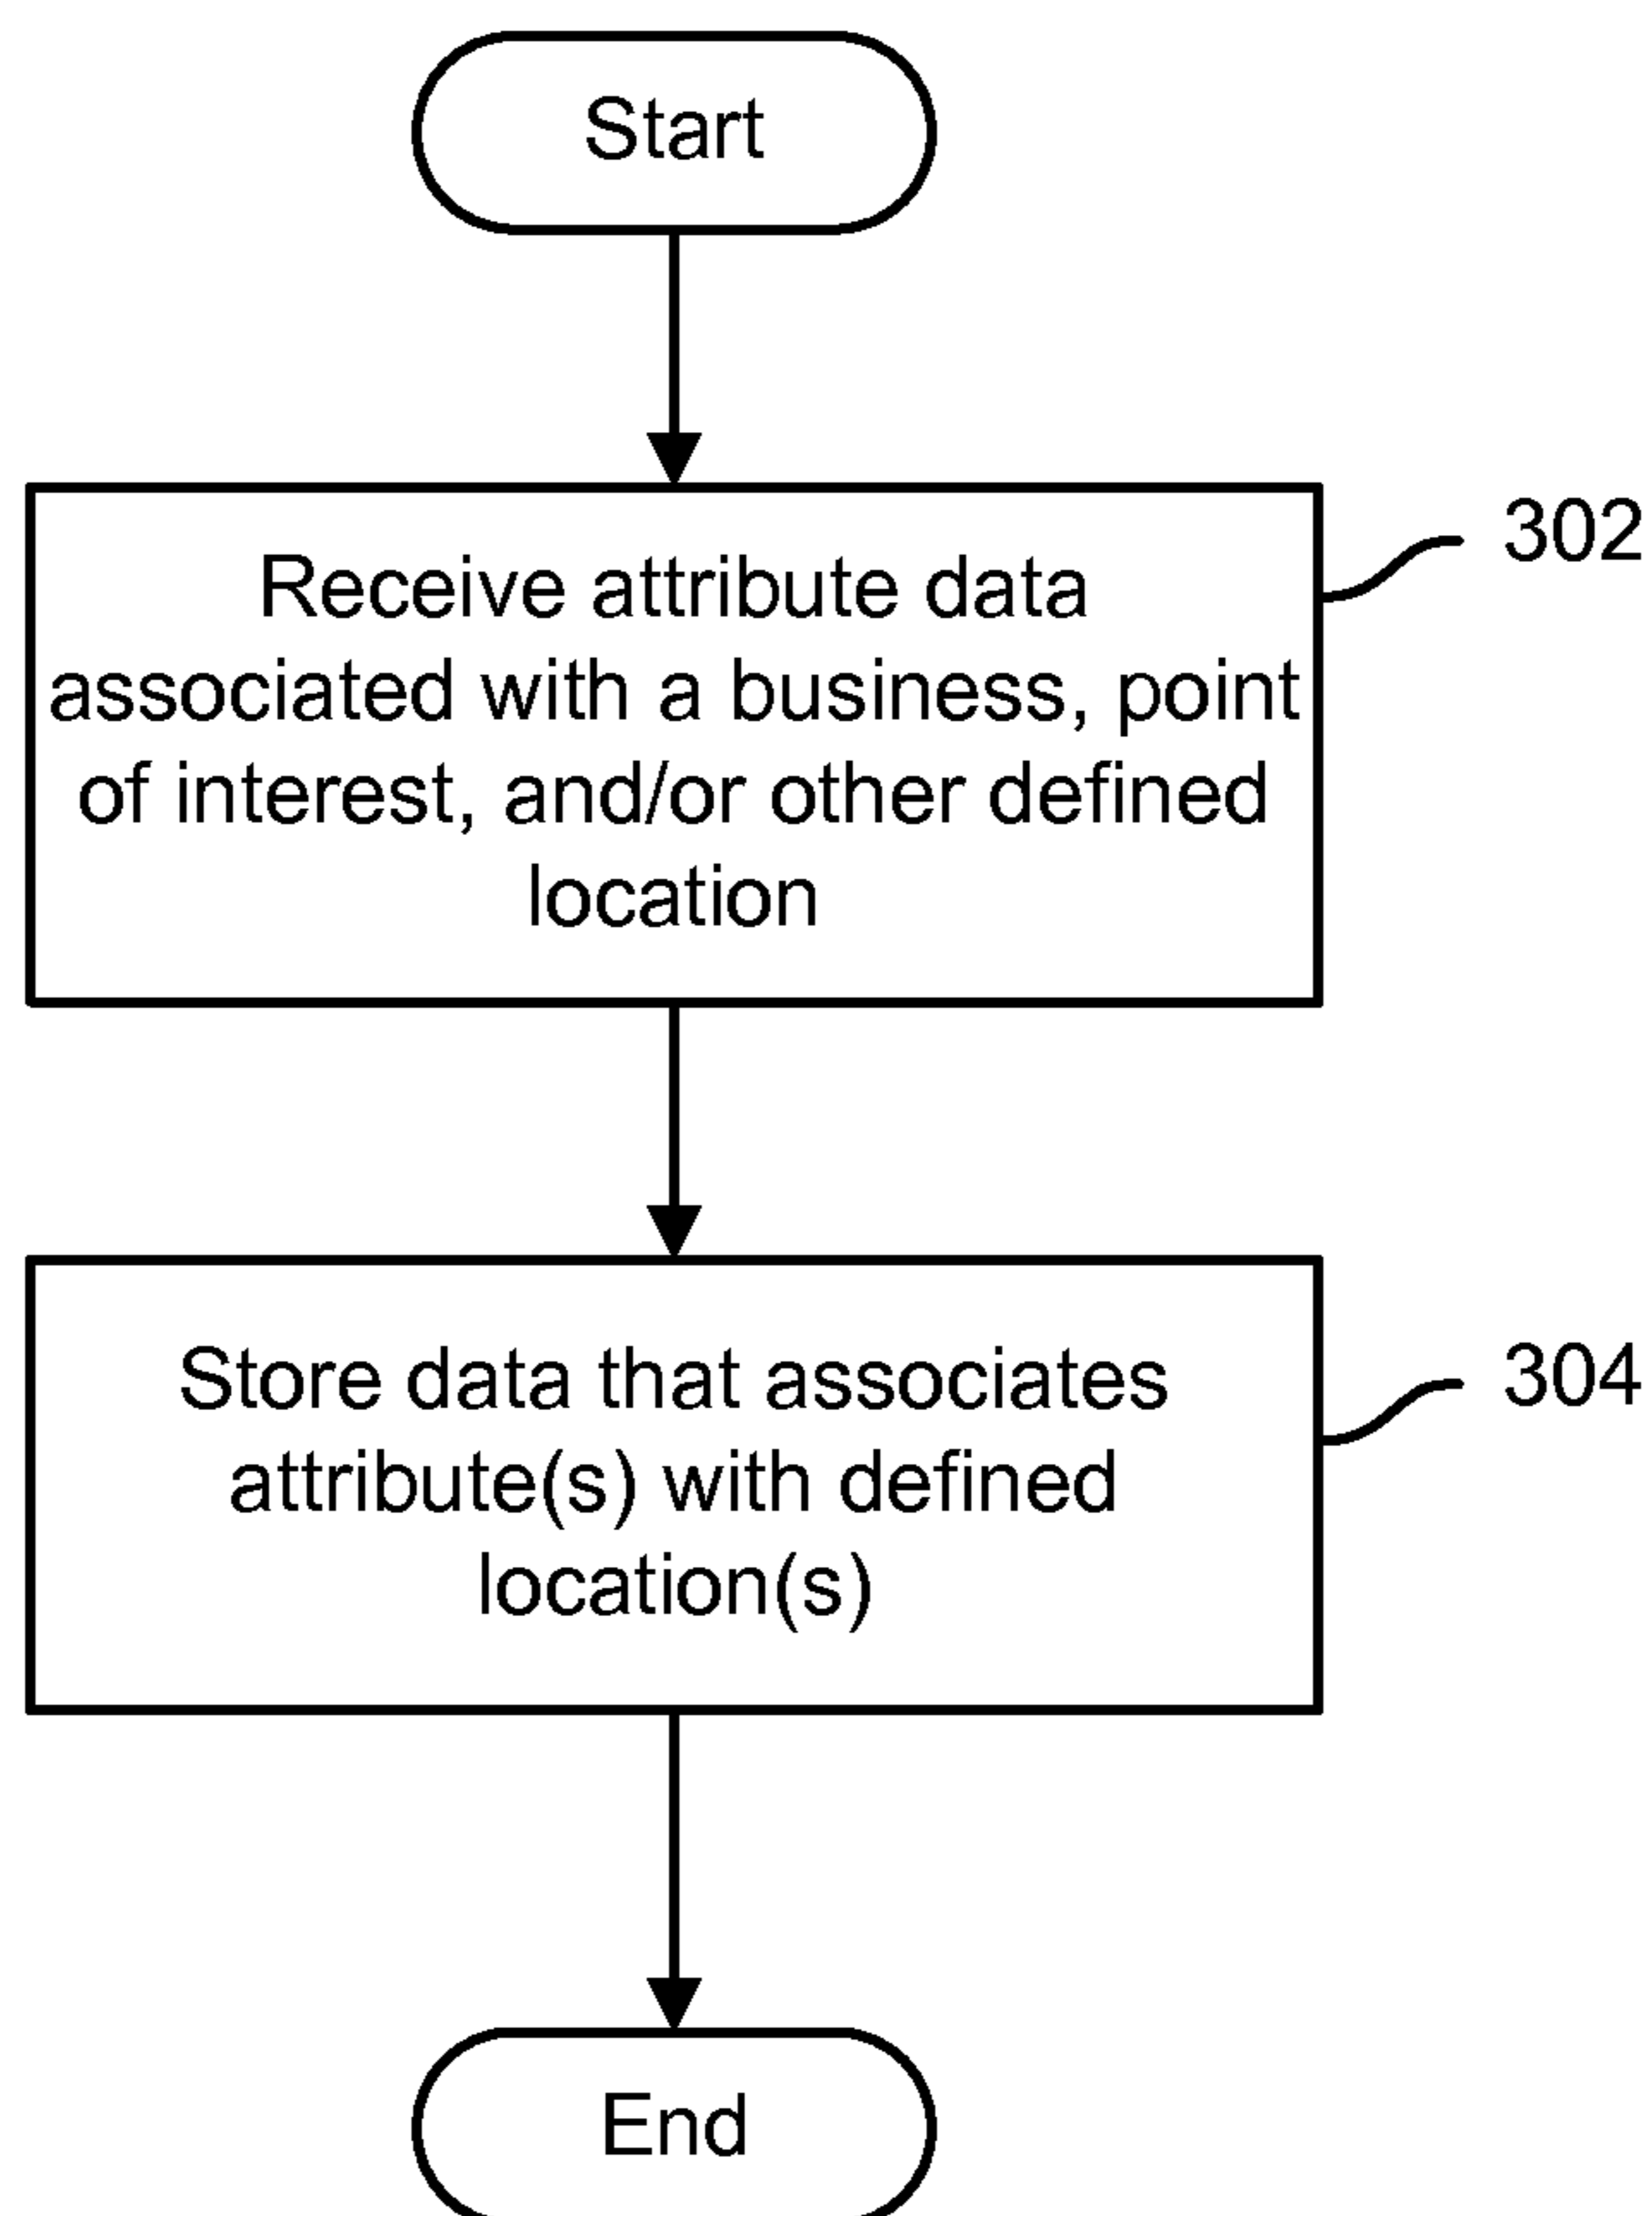 Start
302
Receive attribute data
associated with a business, point
of interest, and/or other defined
location
304
Store data that associates
attribute(s) with defined
location(s)
End